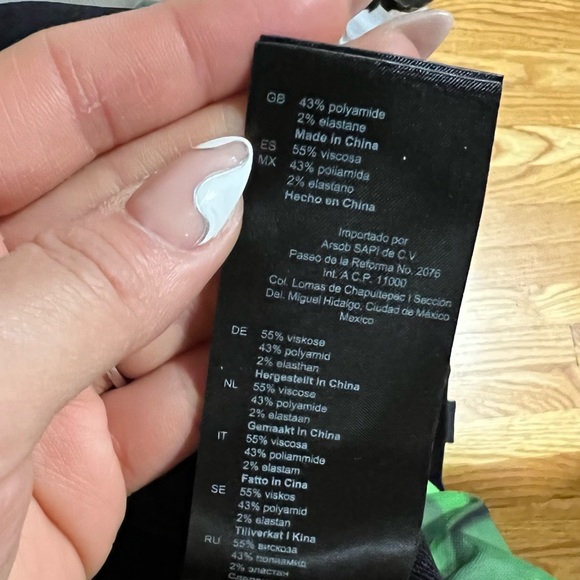 GB 43% polyamide
2% elastane
Made in China
ES 55% viscosa
MX 43% poliamida
2% elastano
Hecho en China
Importado por
Arsob SAPI de C.V.
Paseo de la Reforma No. 2076
Int. A C.P. 11000
Col. Lomas de Chapultepec I Sección
Del. Miguel Hidalgo, Ciudad de México
Mexico
DE 55% viskose
43% polyamid
2% elasthan
Hergestellt in China
NL 55% viscose
43% polyamide
2% elastaan
Gemaakt in China
IT 55% viscosa
43% poliammide
2% elastam
Fatto in Cina
SE 55% viskos
43% polyamid
2% elastan
Tillverkat i Kina
RU 55% вискоза
43% полиамид
2% эластан